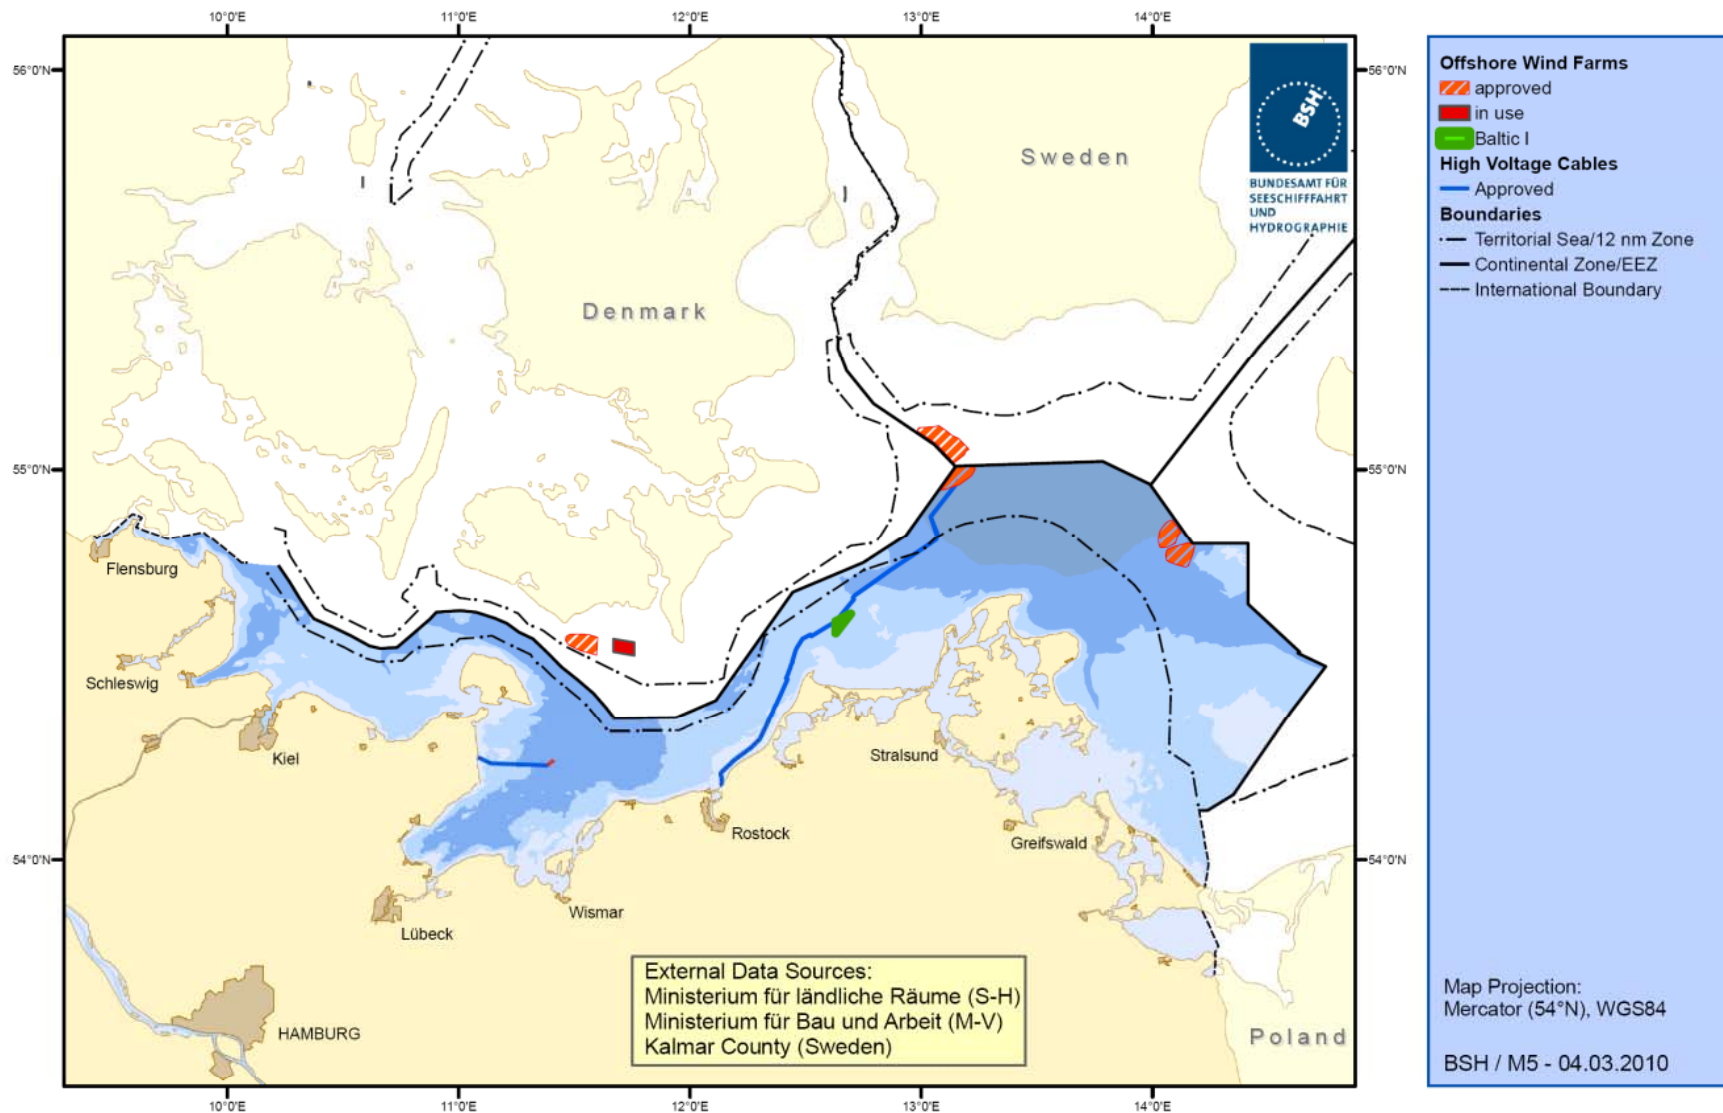 10°0'E
11°0'E
12°0'E
13°0'E
14°0'E
56°0'N
56°0'N
55°0'N
55°0'N
54°0'N
54°0'N
Sweden
Denmark
BSH
BUNDESAMT FÜR
SEESCHIFFFAHRT
UND
HYDROGRAPHIE
Flensburg
Schleswig
Kiel
Stralsund
Rostock
Greifswald
Wismar
Lübeck
HAMBURG
Poland
External Data Sources:
Ministerium für ländliche Räume (S-H)
Ministerium für Bau und Arbeit (M-V)
Kalmar County (Sweden)
10°0'E
11°0'E
12°0'E
13°0'E
14°0'E
Offshore Wind Farms
approved
in use
Baltic I
High Voltage Cables
Approved
Boundaries
Territorial Sea/12 nm Zone
Continental Zone/EEZ
International Boundary
Map Projection:
Mercator (54°N), WGS84
BSH / M5 - 04.03.2010